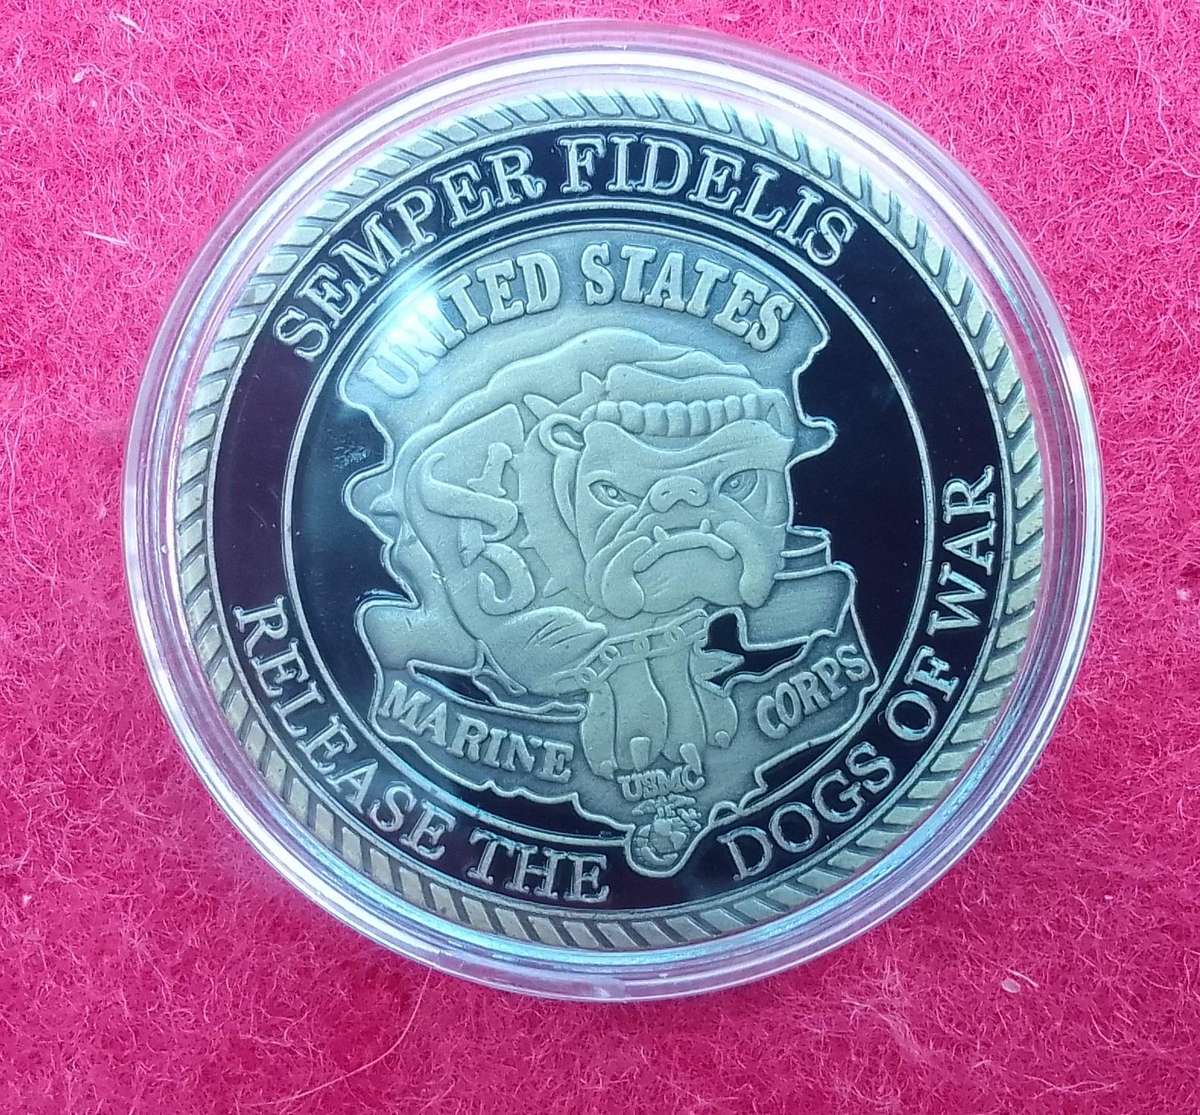 SEMPER FIDELIS
UNITED STATES
MARINE CORPS
USMC
RELEASE THE DOGS OF WAR